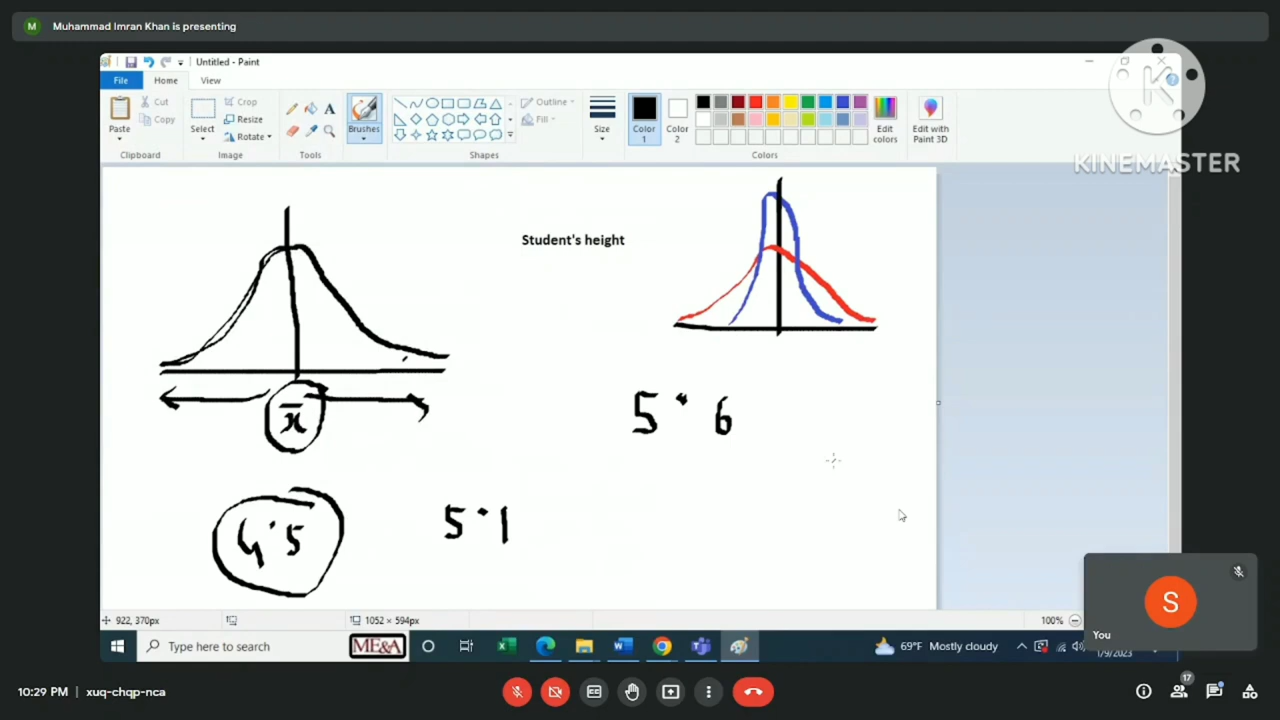 M Muhammad Imran Khan is presenting
Untitled - Paint
File Home View
Paste Cut Copy
Clipboard
Select Crop Resize Rotate
Image
A
Tools
Brushes
Outline Fill
Shapes
Size
Color 1
Color 2
Edit colors
Edit with Paint 3D
Colors
K
KINEMASTER
Student's height
x̄
5 • 6
4 • 5
5 • 1
922, 370px
1052 × 594px
100%
S
You
Type here to search
ME&A
69°F Mostly cloudy
1/9/2023
10:29 PM xuq-chqp-nca
17